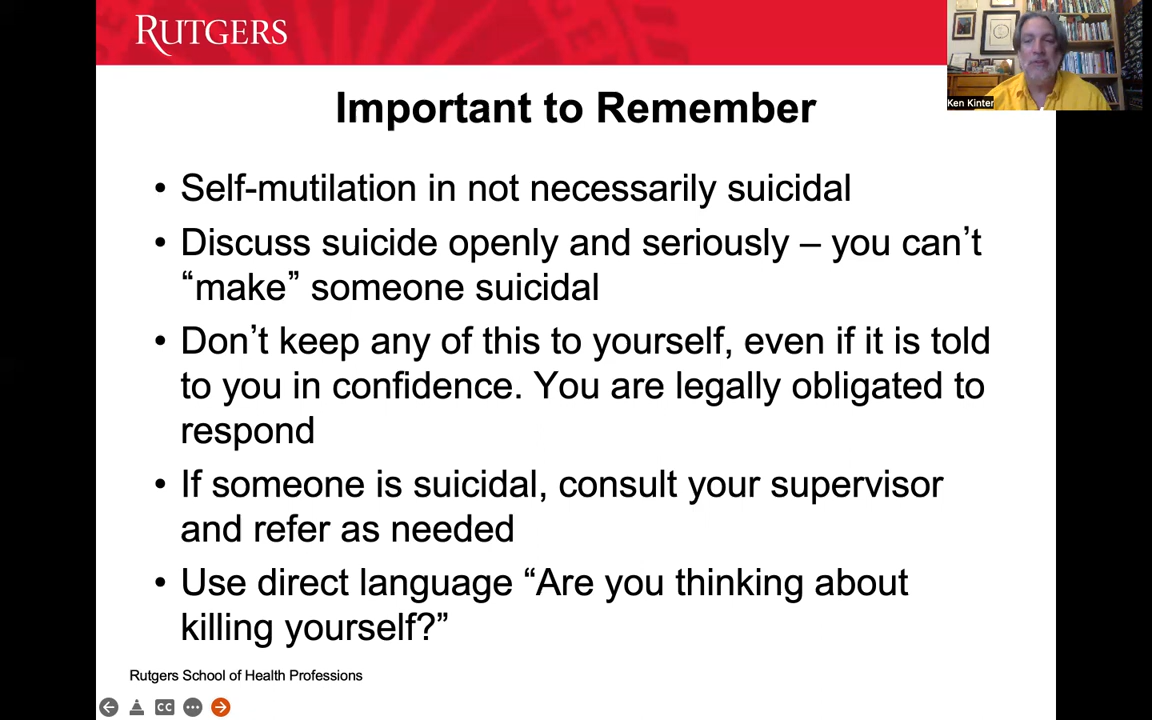 RUTGERS
Ken Kinter
Important to Remember
• Self-mutilation in not necessarily suicidal
• Discuss suicide openly and seriously – you can’t
“make” someone suicidal
• Don’t keep any of this to yourself, even if it is told
to you in confidence. You are legally obligated to
respond
• If someone is suicidal, consult your supervisor
and refer as needed
• Use direct language “Are you thinking about
killing yourself?”
Rutgers School of Health Professions
CC